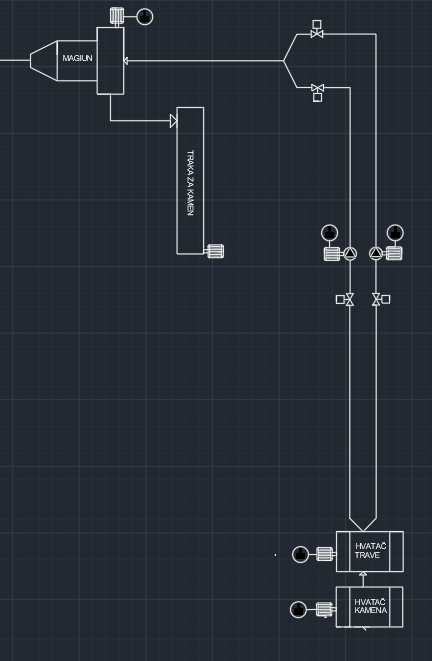 MAGIUN
TRAKA ZA KAMEN
HVATAČ
TRAVE
HVATAČ
KAMENA